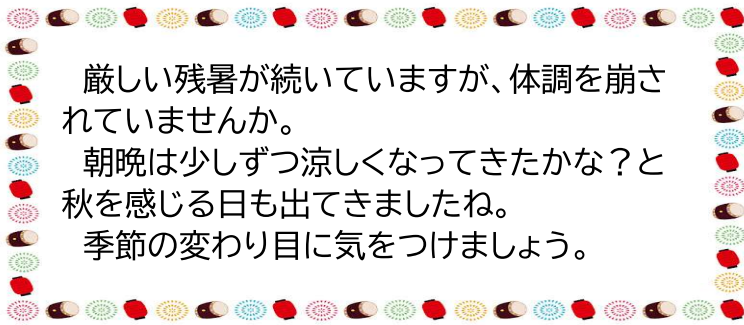 厳しい残暑が続いていますが、体調を崩さ
れていませんか。
朝晩は少しずつ涼しくなってきたかな？と
秋を感じる日も出てきましたね。
季節の変わり目に気をつけましょう。